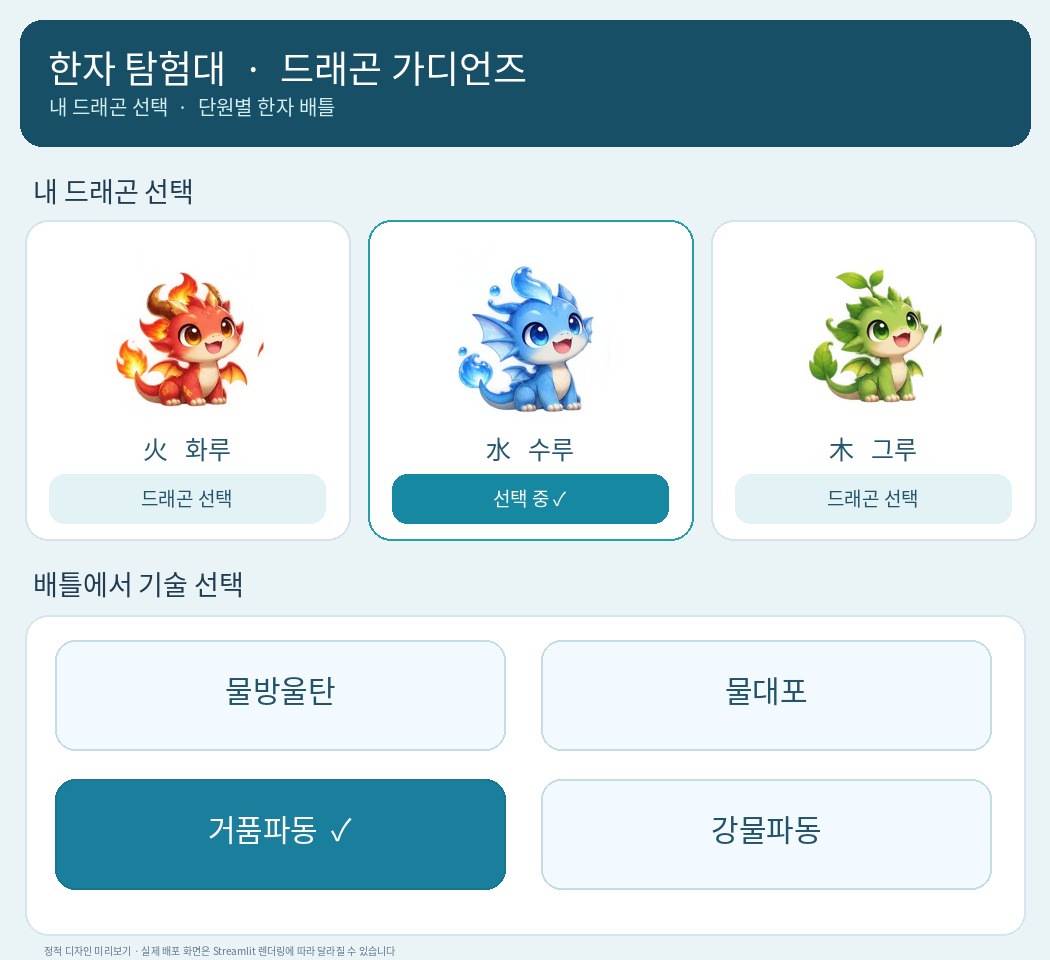 한자 탐험대 · 드래곤 가디언즈
내 드래곤 선택 · 단원별 한자 배틀
내 드래곤 선택
火 화루
水 수루
木 그루
드래곤 선택
선택 중 ✓
드래곤 선택
배틀에서 기술 선택
물방울탄
물대포
거품파동 ✓
강물파동
정적 디자인 미리보기 · 실제 배포 화면은 Streamlit 렌더링에 따라 달라질 수 있습니다